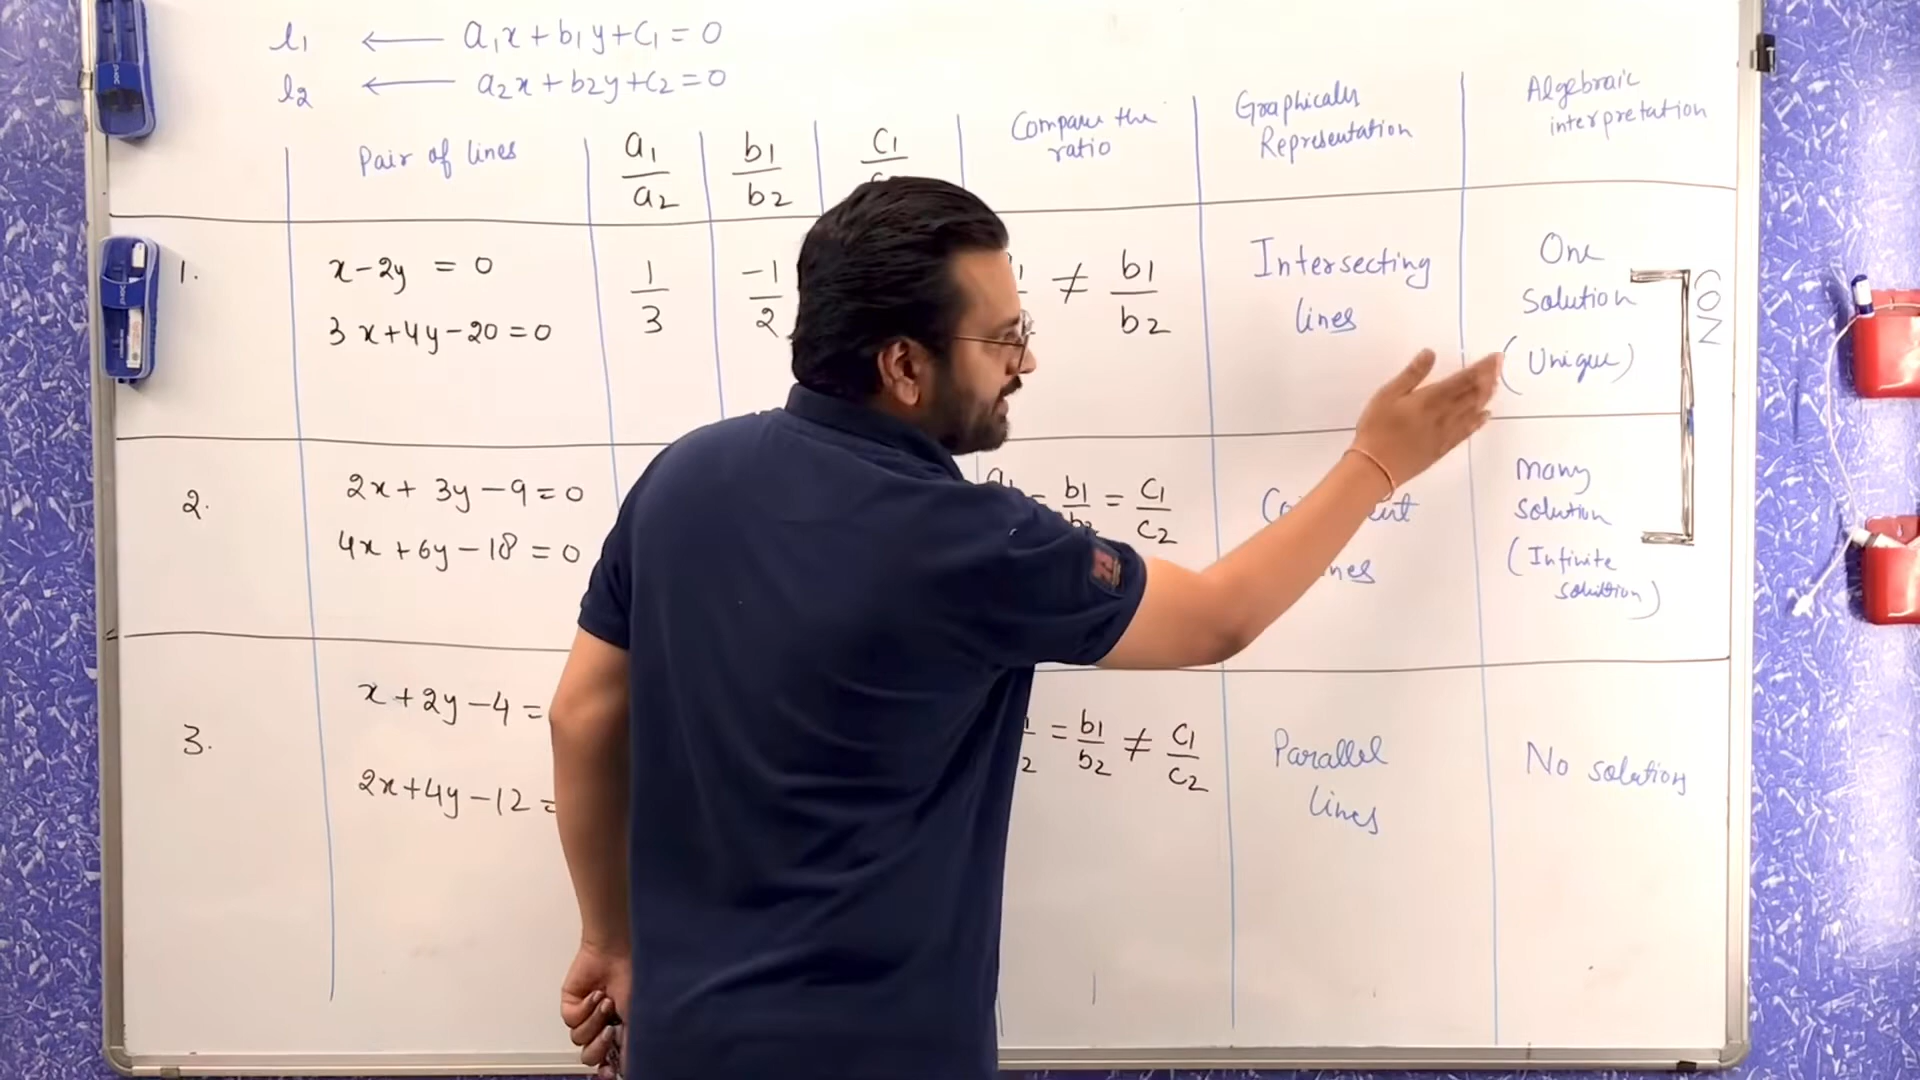 l1 ← a1x + b1y + c1 = 0
l2 ← a2x + b2y + c2 = 0
Pair of lines
a1/a2
b1/b2
c1
Compare the
ratio
Graphically
Representation
Algebraic
interpretation
1.
x - 2y = 0
3x + 4y - 20 = 0
1/3
-1/2
≠ b1/b2
Intersecting
lines
One
Solution
(Unique)
CON
2.
2x + 3y - 9 = 0
4x + 6y - 18 = 0
= b1/b2 = c1/c2
many
solution
(Infinite
solution)
3.
x + 2y - 4 =
2x + 4y - 12 =
= b1/b2 ≠ c1/c2
Parallel
lines
No solution